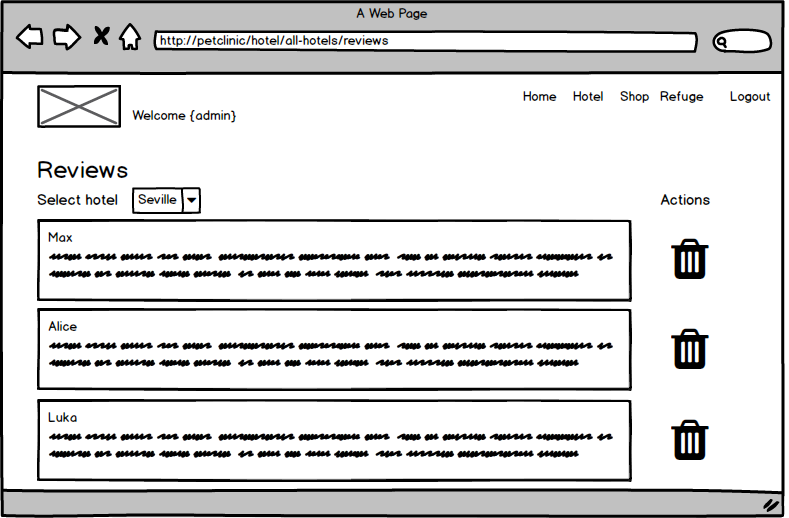 A Web Page
http://petclinic/hotel/all-hotels/reviews
Home Hotel Shop Refuge Logout
Welcome {admin}
Reviews
Select hotel Seville Actions
Max
Alice
Luka